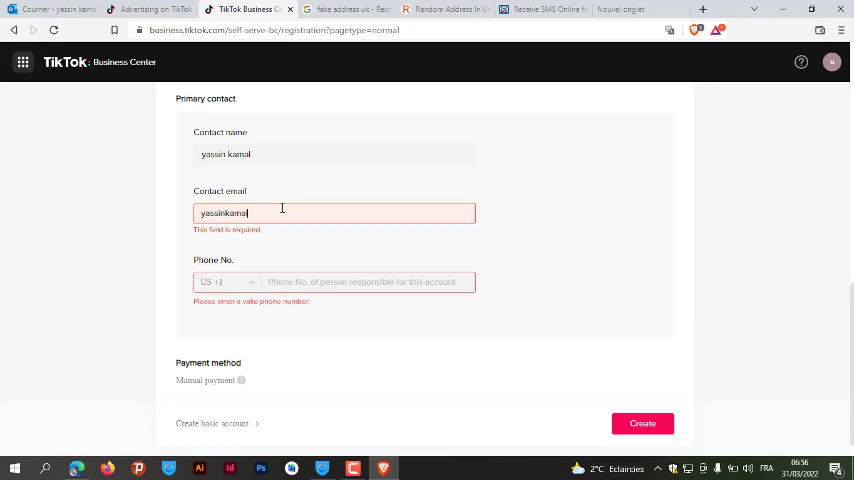 Courrier - yassin kama
Advertising on TikTok
TikTok Business Ce
fake address uk - Rec
Random Address In U
Receive SMS Online fo
Nouvel onglet
business.tiktok.com/self-serve-bc/registration?pagetype=normal
TikTok: Business Center
u
Primary contact
Contact name
yassin kamal
Contact email
yassinkamal
This field is required.
Phone No.
US +1 Phone No. of person responsible for this account
Please enter a valid phone number.
Payment method
Manual payment
Create basic account
Create
2°C Eclaircies
FRA
06:56
31/03/2022